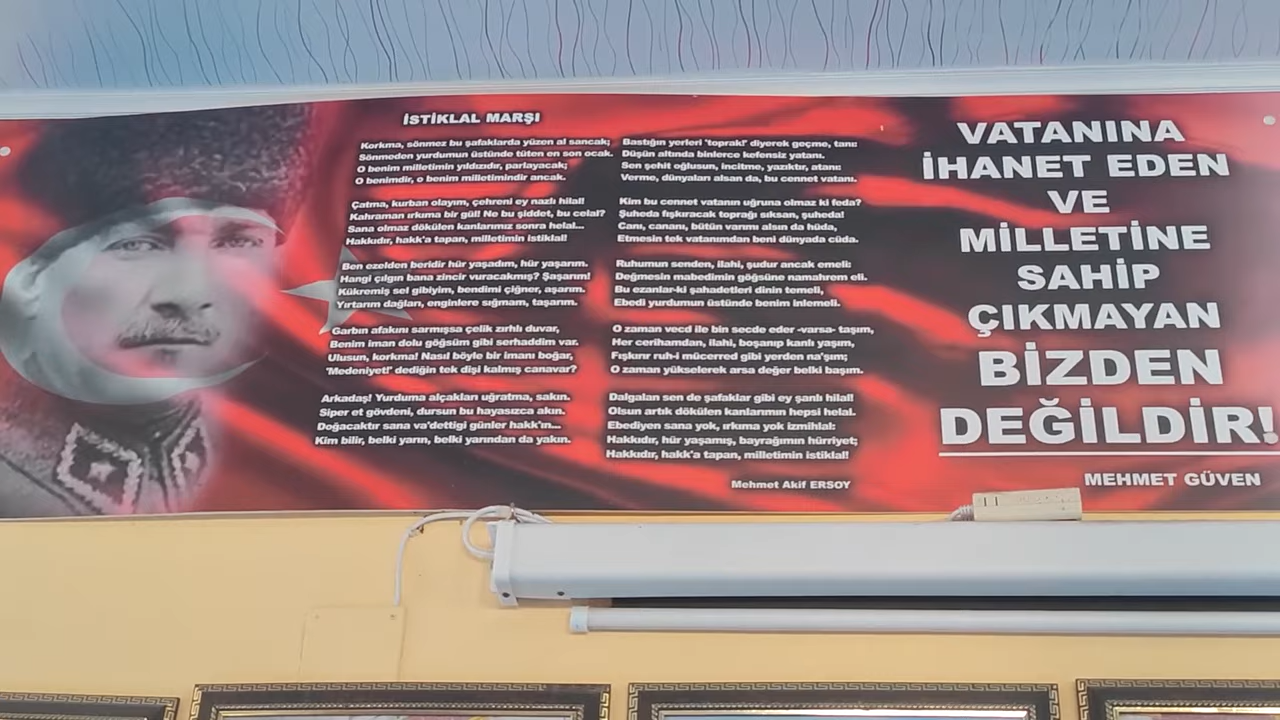 İSTİKLAL MARŞI
Korkma, sönmez bu şafaklarda yüzen al sancak;
Sönmeden yurdumun üstünde tüten en son ocak.
O benim milletimin yıldızıdır, parlayacak;
O benimdir, o benim milletimindir ancak.
Çatma, kurban olayım, çehreni ey nazlı hilal!
Kahraman ırkıma bir gül! Ne bu şiddet, bu celal?
Sana olmaz dökülen kanlarımız sonra helal...
Hakkıdır, hakk'a tapan, milletimin istiklal!
Ben ezelden beridir hür yaşadım, hür yaşarım.
Hangi çılgın bana zincir vuracakmış? Şaşarım!
Kükremiş sel gibiyim, bendimi çiğner, aşarım.
Yırtarım dağları, enginlere sığmam, taşarım.
Garbın afakını sarmışsa çelik zırhlı duvar,
Benim iman dolu göğsüm gibi serhaddim var.
Ulusun, korkma! Nasıl böyle bir imanı boğar,
'Medeniyet!' dediğin tek dişi kalmış canavar?
Arkadaş! Yurduma alçakları uğratma, sakın.
Siper et gövdeni, dursun bu hayasızca akın.
Doğacaktır sana va'dettigi günler hakk'ın...
Kim bilir, belki yarın, belki yarından da yakın.
Bastığın yerleri 'toprak!' diyerek geçme, tanı:
Düşün altında binlerce kefensiz yatanı.
Sen şehit oğlusun, incitme, yazıktır, atanı:
Verme, dünyaları alsan da, bu cennet vatanı.
Kim bu cennet vatanın uğruna olmaz ki feda?
Şuheda fışkıracak toprağı sıksan, şuheda!
Canı, cananı, bütün varımı alsın da hüda,
Etmesin tek vatanımdan beni dünyada cüda.
Ruhumun senden, ilahi, şudur ancak emeli:
Değmesin mabedimin göğsüne namahrem eli.
Bu ezanlar-ki şahadetleri dinin temeli,
Ebedi yurdumun üstünde benim inlemeli.
O zaman vecd ile bin secde eder -varsa- taşım,
Her cerihamdan, ilahi, boşanıp kanlı yaşım,
Fışkırır ruh-i mücerred gibi yerden na'şım;
O zaman yükselerek arsa değer belki başım.
Dalgalan sen de şafaklar gibi ey şanlı hilal!
Olsun artık dökülen kanlarımın hepsi helal.
Ebediyen sana yok, ırkıma yok izmihlal:
Hakkıdır, hür yaşamış, bayrağımın hürriyet;
Hakkıdır, hakk'a tapan, milletimin istiklal!
Mehmet Akif ERSOY
VATANINA
İHANET EDEN
VE
MİLLETİNE
SAHİP
ÇIKMAYAN
BİZDEN
DEĞİLDİR!
MEHMET GÜVEN